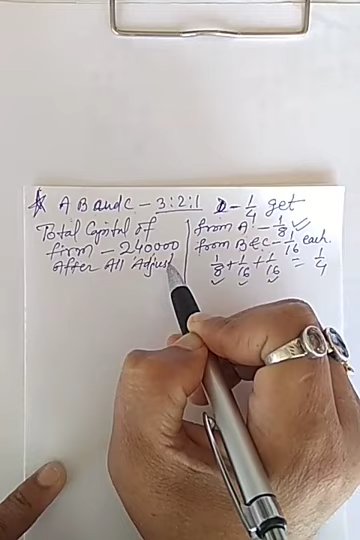 A B and C - 3:2:1 D - 1/4 get
Total Capital of
firm - 240000
After All Adjust
from A - 1/8 ✓
from B & C - 1/16 each.
1/8 + 1/16 + 1/16 = 1/4